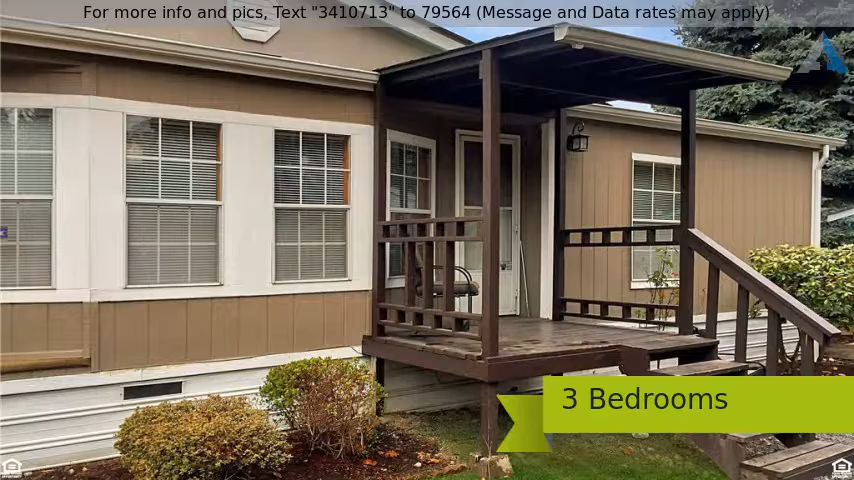 For more info and pics, Text "3410713" to 79564 (Message and Data rates may apply)
3 Bedrooms